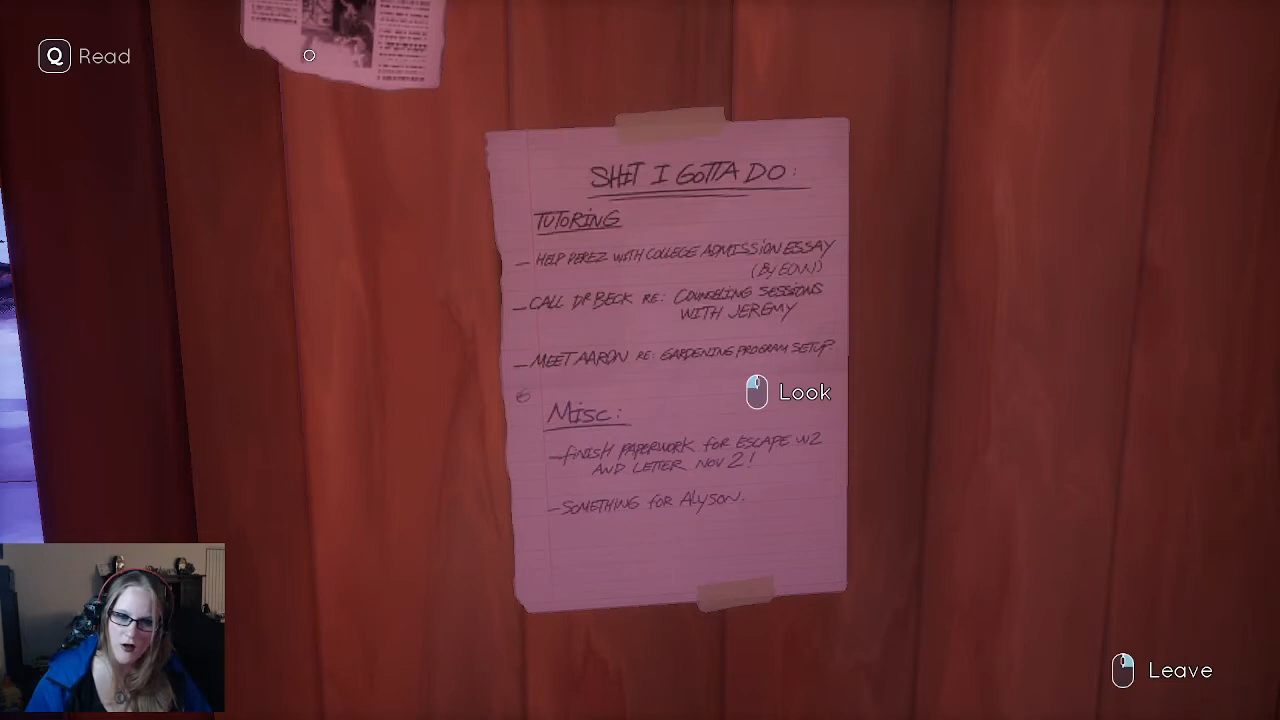 Q Read
SHIT I GOTTA DO:
TUTORING
– HELP PEREZ WITH COLLEGE ADMISSION ESSAY
(BY EOW)
– CALL DR BECK RE: COUNSELING SESSIONS
WITH JEREMY
– MEET AARON RE: GARDENING PROGRAM SETUP.
Look
MISC:
– FINISH PAPERWORK FOR ESCAPE W2
AND LETTER NOV 2!
– SOMETHING FOR ALYSON.
Leave